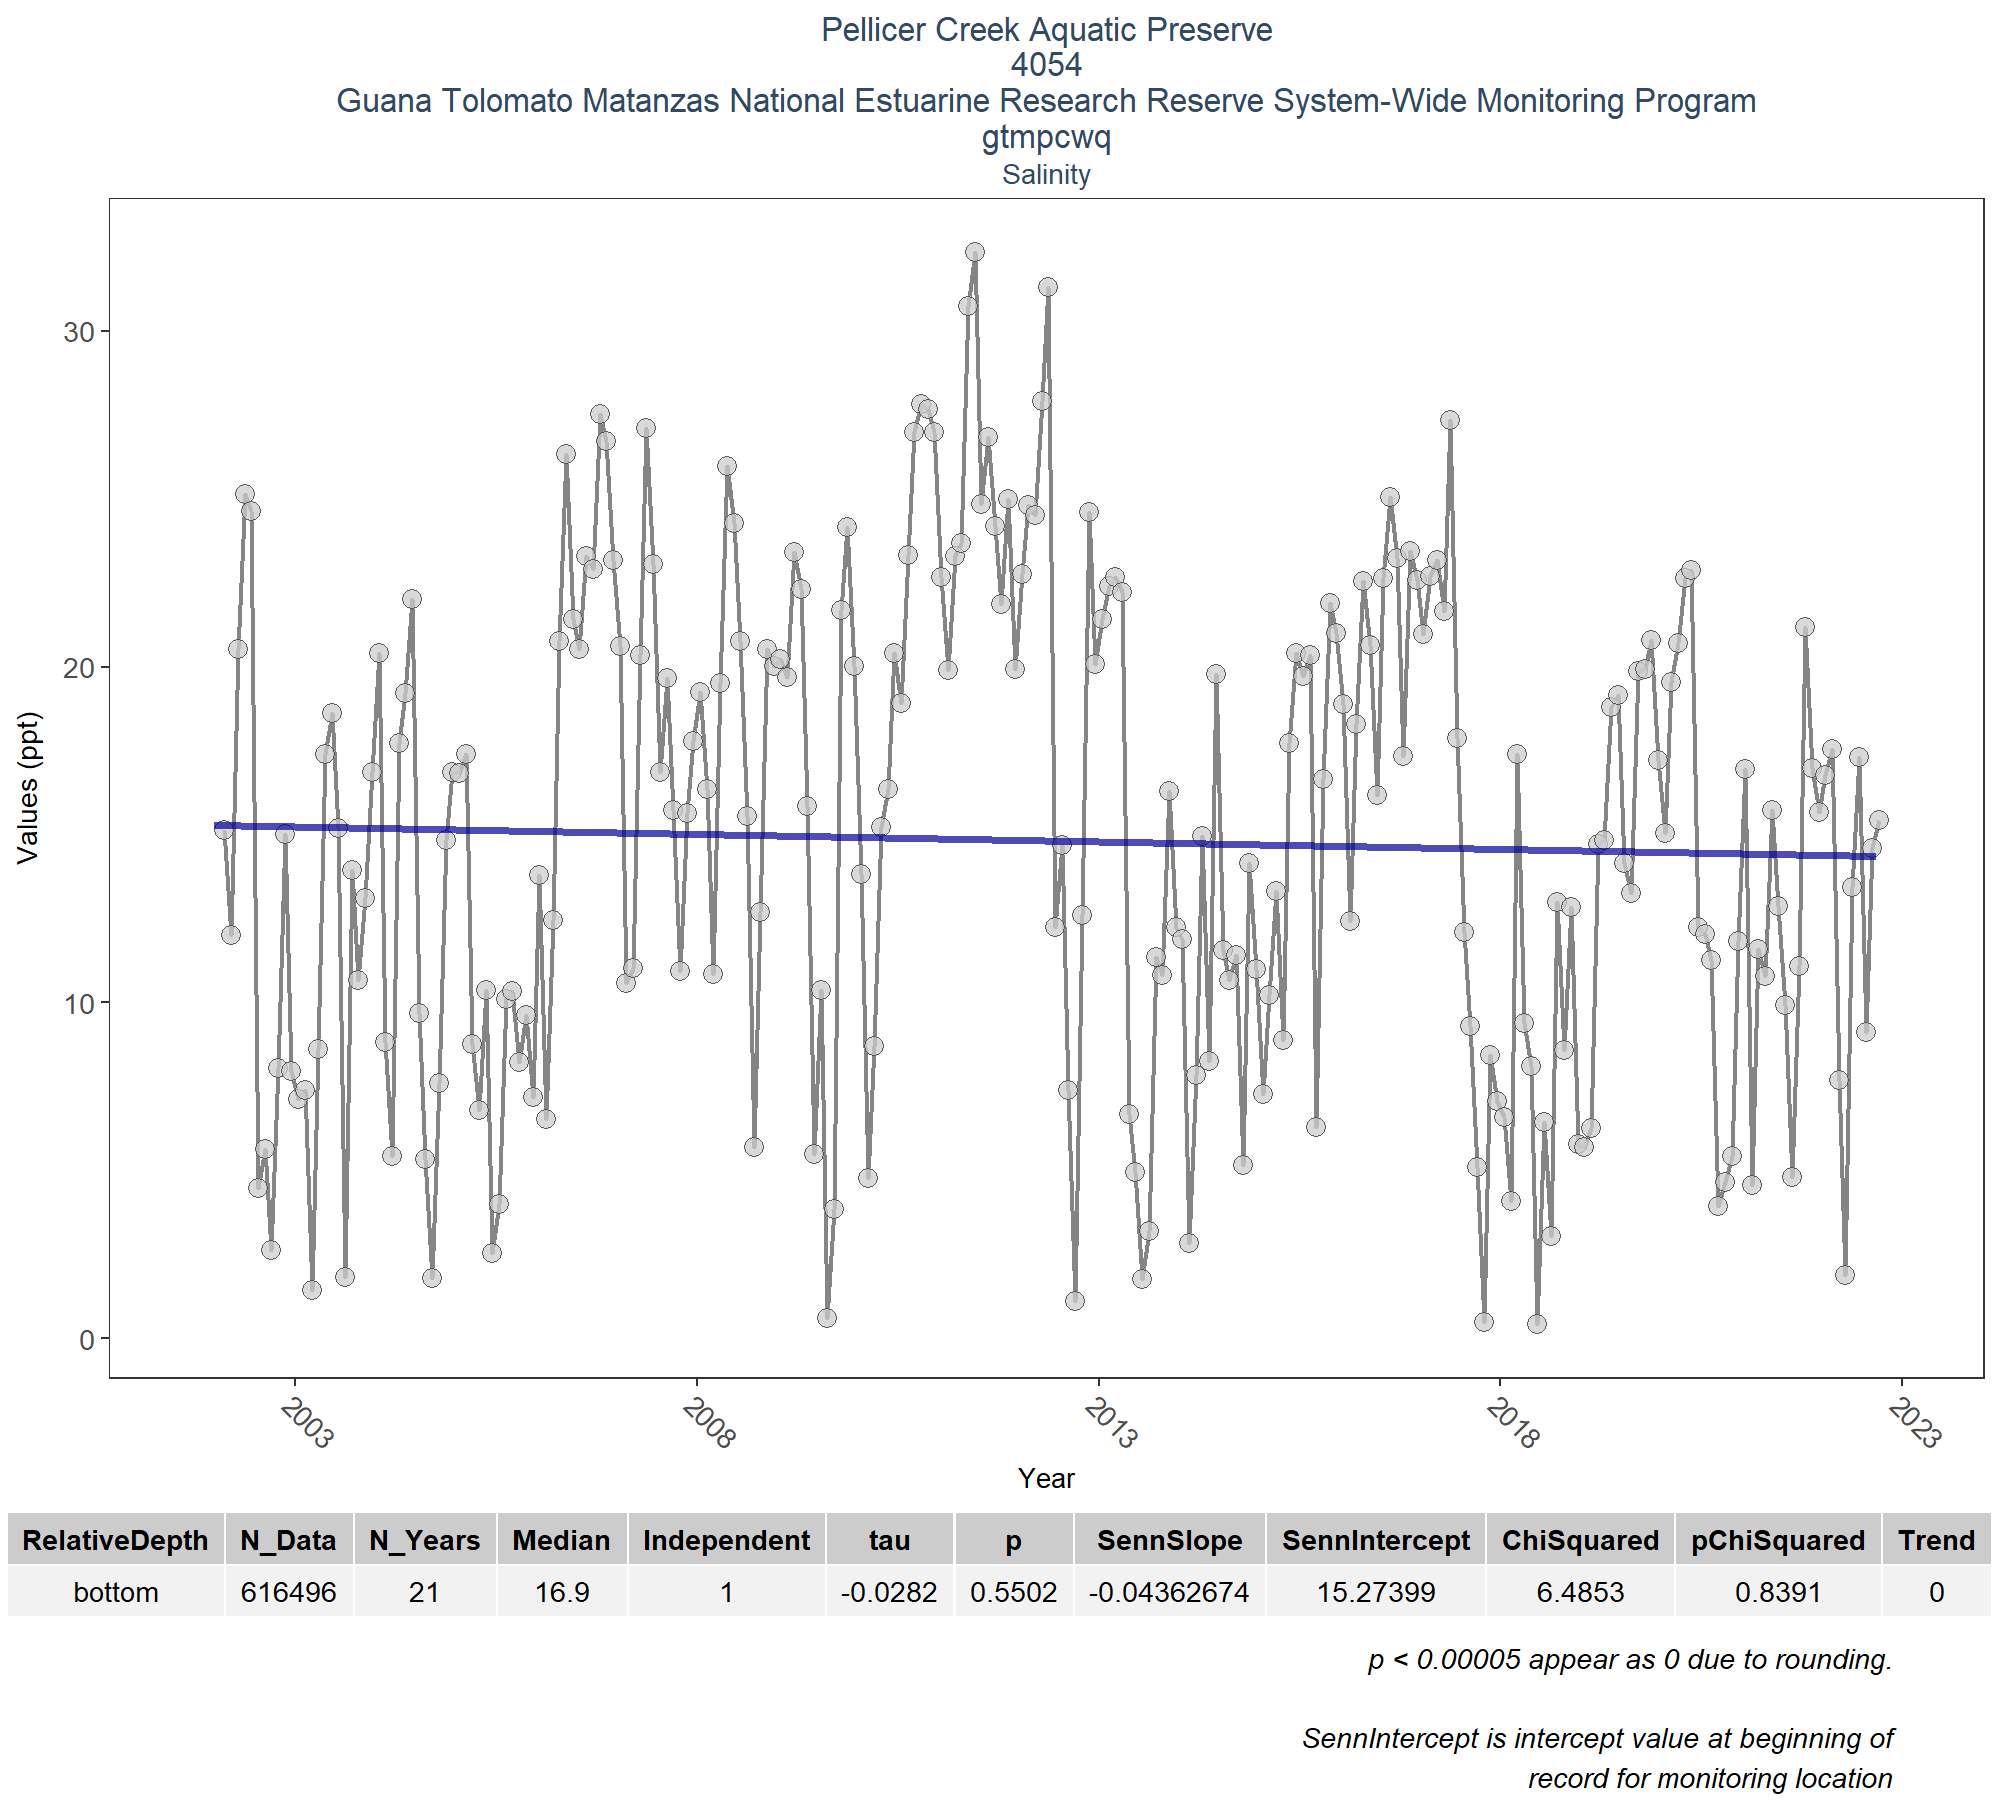 Pellicer Creek Aquatic Preserve
4054
Guana Tolomato Matanzas National Estuarine Research Reserve System-Wide Monitoring Program
gtmpcwq
Salinity
30
20
10
0
Values (ppt)
2003
2008
2013
2018
2023
Year
RelativeDepth N_Data N_Years Median Independent tau p SennSlope SennIntercept ChiSquared pChiSquared Trend
bottom 616496 21 16.9 1 -0.0282 0.5502 -0.04362674 15.27399 6.4853 0.8391 0
p < 0.00005 appear as 0 due to rounding.
SennIntercept is intercept value at beginning of
record for monitoring location